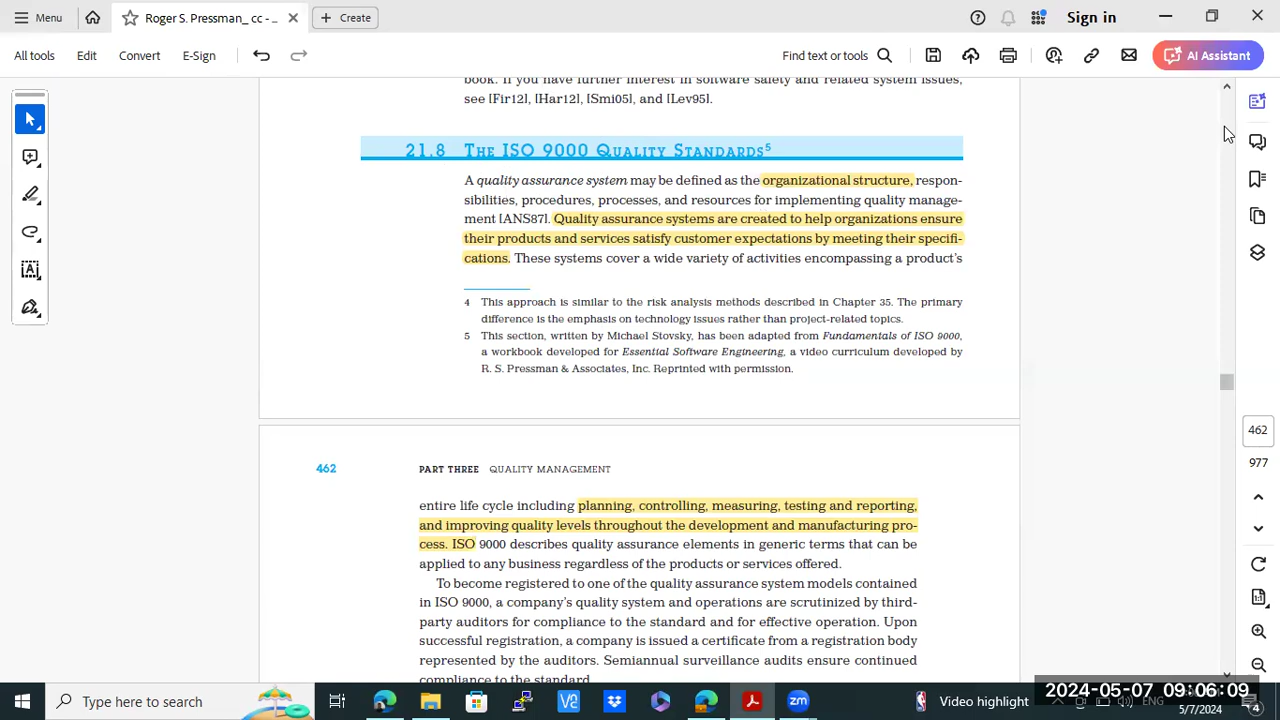 Menu
Roger S. Pressman_ cc - ...
Create
Sign in
All tools
Edit
Convert
E-Sign
Find text or tools
AI Assistant
book. If you have further interest in software safety and related system issues,
see [Fir12], [Har12], [Smi05], and [Lev95].
21.8 THE ISO 9000 QUALITY STANDARDS5
A quality assurance system may be defined as the organizational structure, respon-
sibilities, procedures, processes, and resources for implementing quality manage-
ment [ANS87]. Quality assurance systems are created to help organizations ensure
their products and services satisfy customer expectations by meeting their specifi-
cations. These systems cover a wide variety of activities encompassing a product's
4 This approach is similar to the risk analysis methods described in Chapter 35. The primary
difference is the emphasis on technology issues rather than project-related topics.
5 This section, written by Michael Stovsky, has been adapted from Fundamentals of ISO 9000,
a workbook developed for Essential Software Engineering, a video curriculum developed by
R. S. Pressman & Associates, Inc. Reprinted with permission.
462
977
462 PART THREE QUALITY MANAGEMENT
entire life cycle including planning, controlling, measuring, testing and reporting,
and improving quality levels throughout the development and manufacturing pro-
cess. ISO 9000 describes quality assurance elements in generic terms that can be
applied to any business regardless of the products or services offered.
To become registered to one of the quality assurance system models contained
in ISO 9000, a company's quality system and operations are scrutinized by third-
party auditors for compliance to the standard and for effective operation. Upon
successful registration, a company is issued a certificate from a registration body
represented by the auditors. Semiannual surveillance audits ensure continued
compliance to the standard.
Type here to search
Video highlight
ENG
2024-05-07 09:06:09
5/7/2024
4